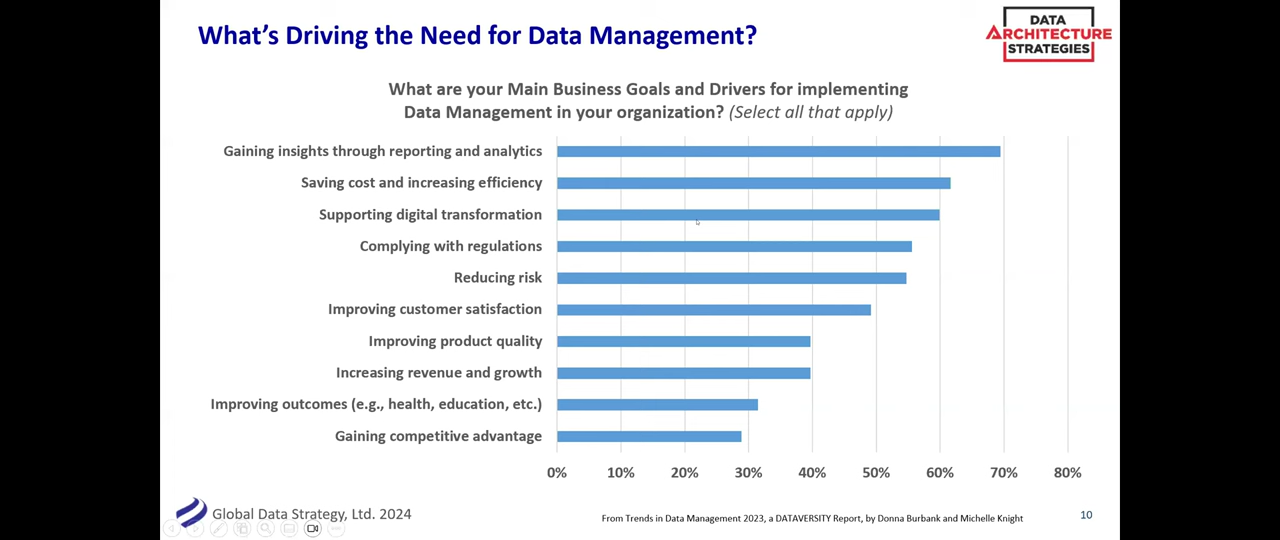 What's Driving the Need for Data Management?
DATA
ARCHITECTURE
STRATEGIES
What are your Main Business Goals and Drivers for implementing
Data Management in your organization? (Select all that apply)
Gaining insights through reporting and analytics
Saving cost and increasing efficiency
Supporting digital transformation
Complying with regulations
Reducing risk
Improving customer satisfaction
Improving product quality
Increasing revenue and growth
Improving outcomes (e.g., health, education, etc.)
Gaining competitive advantage
0% 10% 20% 30% 40% 50% 60% 70% 80%
Global Data Strategy, Ltd. 2024
From Trends in Data Management 2023, a DATAVERSITY Report, by Donna Burbank and Michelle Knight
10